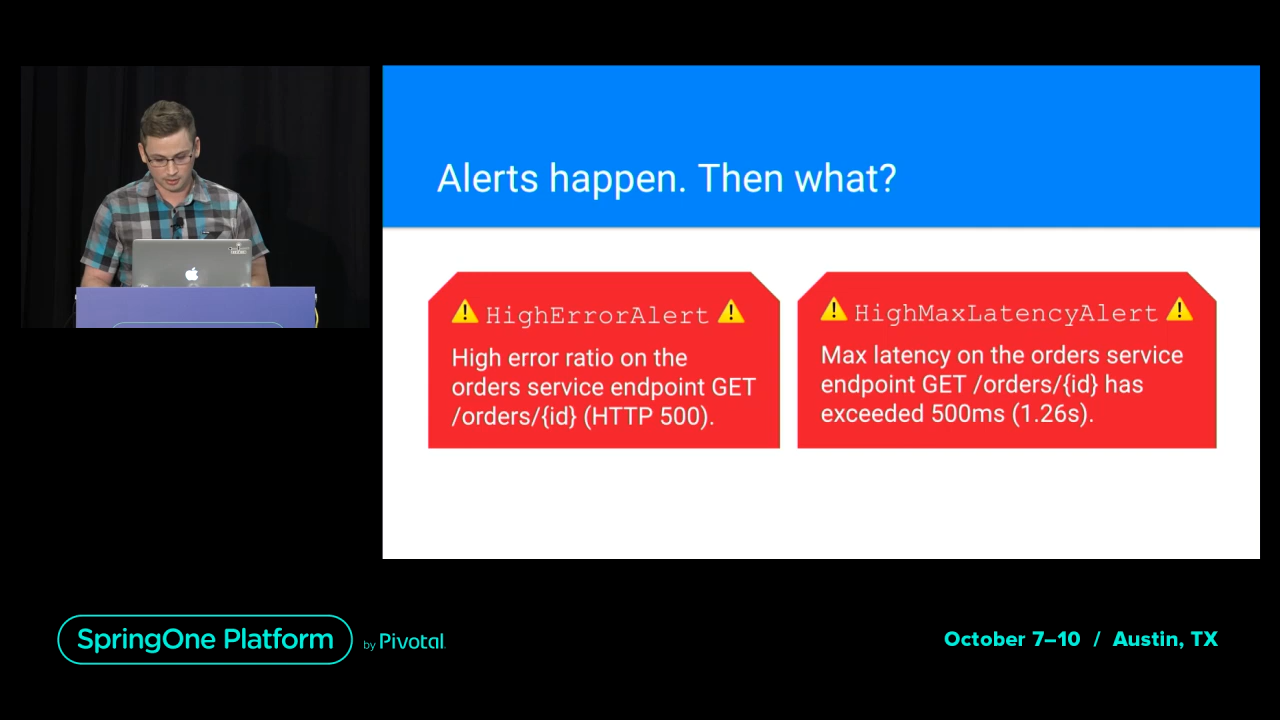 Alerts happen. Then what?
HighErrorAlert
High error ratio on the
orders service endpoint GET
/orders/{id} (HTTP 500).
HighMaxLatencyAlert
Max latency on the orders service
endpoint GET /orders/{id} has
exceeded 500ms (1.26s).
SpringOne Platform by Pivotal
October 7–10 / Austin, TX